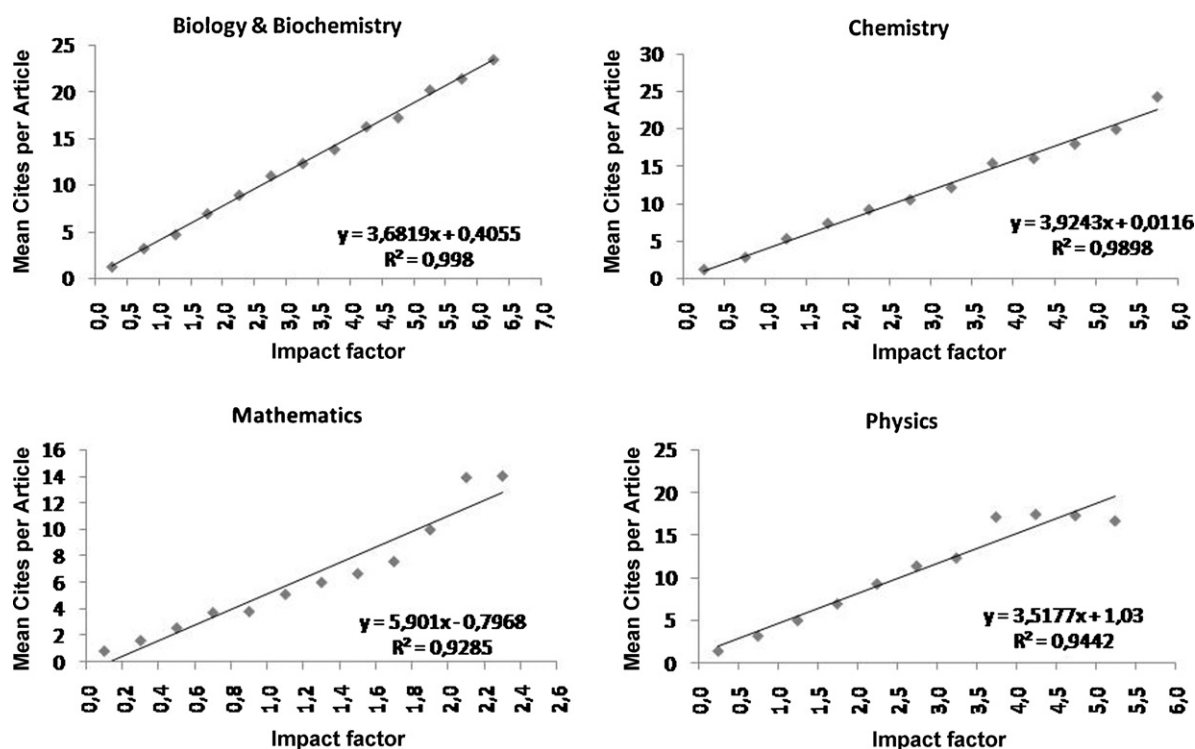 Biology & Biochemistry
Mean Cites per Article
25
20
15
10
5
0
y = 3,6819x + 0,4055
R² = 0,998
0,0 0,5 1,0 1,5 2,0 2,5 3,0 3,5 4,0 4,5 5,0 5,5 6,0 6,5 7,0
Impact factor
Chemistry
Mean Cites per Article
30
25
20
15
10
5
0
y = 3,9243x + 0,0116
R² = 0,9898
0,0 0,5 1,0 1,5 2,0 2,5 3,0 3,5 4,0 4,5 5,0 5,5 6,0
Impact factor
Mathematics
Mean Cites per Article
16
14
12
10
8
6
4
2
0
y = 5,901x - 0,7968
R² = 0,9285
0,0 0,2 0,4 0,6 0,8 1,0 1,2 1,4 1,5 1,6 1,8 2,0 2,2 2,3 2,5 2,6
Impact factor
Physics
Mean Cites per Article
25
20
15
10
5
0
y = 3,5177x + 1,03
R² = 0,9442
0,0 0,5 1,0 1,5 2,0 2,5 3,0 3,5 4,0 4,5 5,0 5,5 6,0
Impact factor